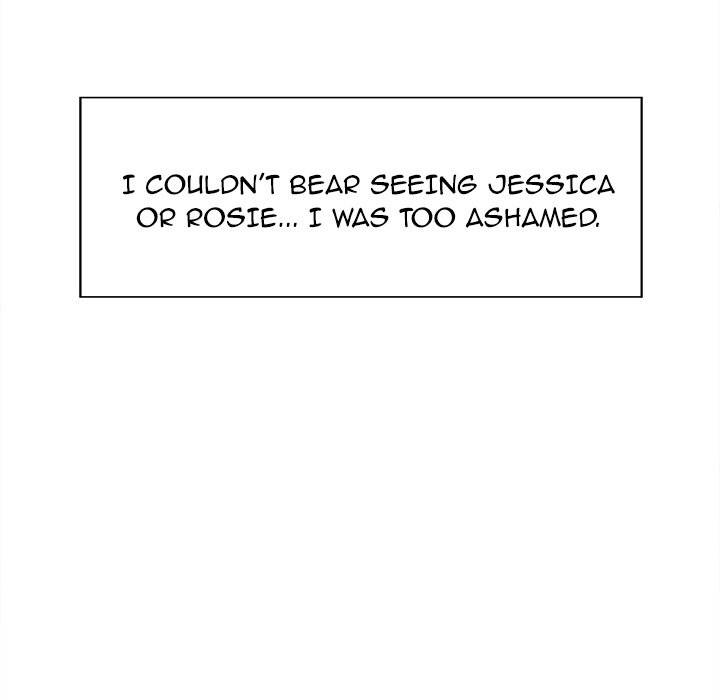 I COULDN'T BEAR SEEING JESSICA
OR ROSIE... I WAS TOO ASHAMED.